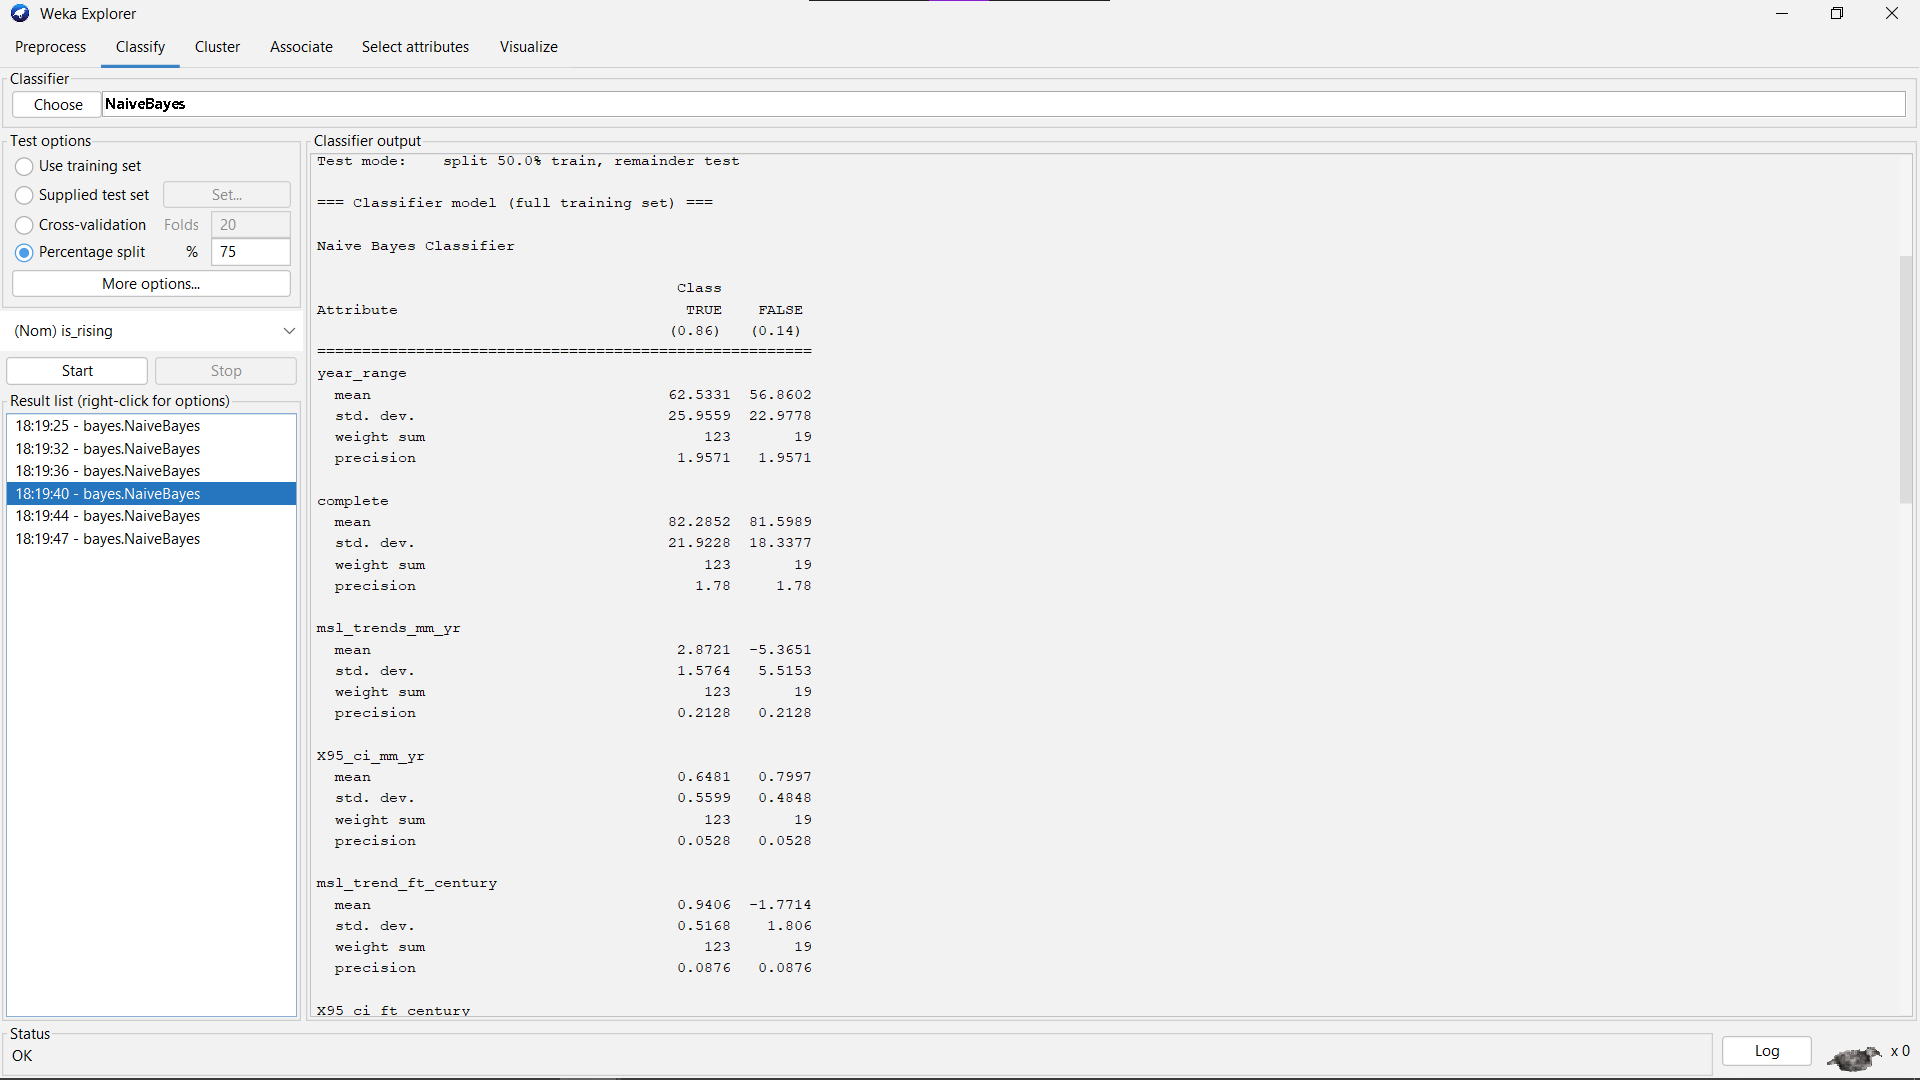 Weka Explorer
Preprocess Classify Cluster Associate Select attributes Visualize
Classifier
Choose NaiveBayes
Test options
Use training set
Supplied test set Set...
Cross-validation Folds 20
Percentage split % 75
More options...
(Nom) is_rising
Start Stop
Result list (right-click for options)
18:19:25 - bayes.NaiveBayes
18:19:32 - bayes.NaiveBayes
18:19:36 - bayes.NaiveBayes
18:19:40 - bayes.NaiveBayes
18:19:44 - bayes.NaiveBayes
18:19:47 - bayes.NaiveBayes
Classifier output
Test mode: split 50.0% train, remainder test
=== Classifier model (full training set) ===
Naive Bayes Classifier
Class
Attribute TRUE FALSE
(0.86) (0.14)
=======================================================
year_range
mean 62.5331 56.8602
std. dev. 25.9559 22.9778
weight sum 123 19
precision 1.9571 1.9571
complete
mean 82.2852 81.5989
std. dev. 21.9228 18.3377
weight sum 123 19
precision 1.78 1.78
msl_trends_mm_yr
mean 2.8721 -5.3651
std. dev. 1.5764 5.5153
weight sum 123 19
precision 0.2128 0.2128
X95_ci_mm_yr
mean 0.6481 0.7997
std. dev. 0.5599 0.4848
weight sum 123 19
precision 0.0528 0.0528
msl_trend_ft_century
mean 0.9406 -1.7714
std. dev. 0.5168 1.806
weight sum 123 19
precision 0.0876 0.0876
X95_ci_ft_century
Status
OK
Log x 0